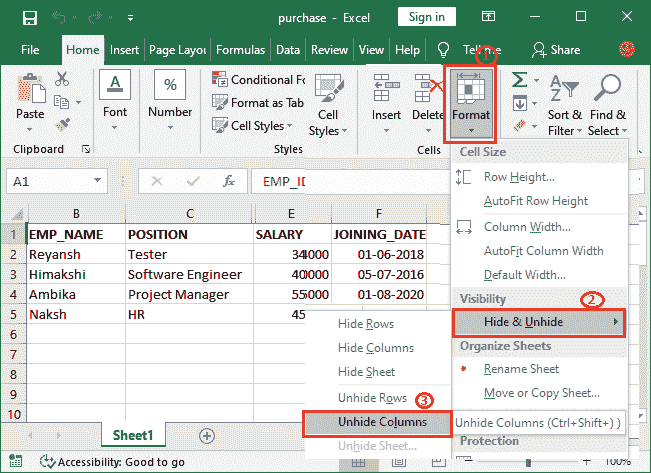 purchase - Excel
Sign in
File Home Insert Page Layou Formulas Data Review View Help Tell me Share
1
Paste
Clipboard
Font
Number
Conditional Fo
Format as Tab
Cell Styles
Styles
Cell Styles
Insert Delete Format
Cells
Sort & Filter
Find & Select
A1
fx
EMP_ID
Cell Size
Row Height...
AutoFit Row Height
Column Width...
AutoFit Column Width
Default Width...
Visibility
2
Hide & Unhide
Organize Sheets
Rename Sheet
Move or Copy Sheet...
Unhide Columns (Ctrl+Shift+) )
Protection
B C E F
1 EMP_NAME POSITION SALARY JOINING_DATE
2 Reyansh Tester 01-06-2018
3 Himakshi Software Engineer 05-07-2016
4 Ambika Project Manager 01-08-2020
5 Naksh HR 45
6
7
8
9
10
Hide Rows
Hide Columns
Hide Sheet
Unhide Rows
3
Unhide Columns
Unhide Sheet...
Sheet1
Accessibility: Good to go
100%